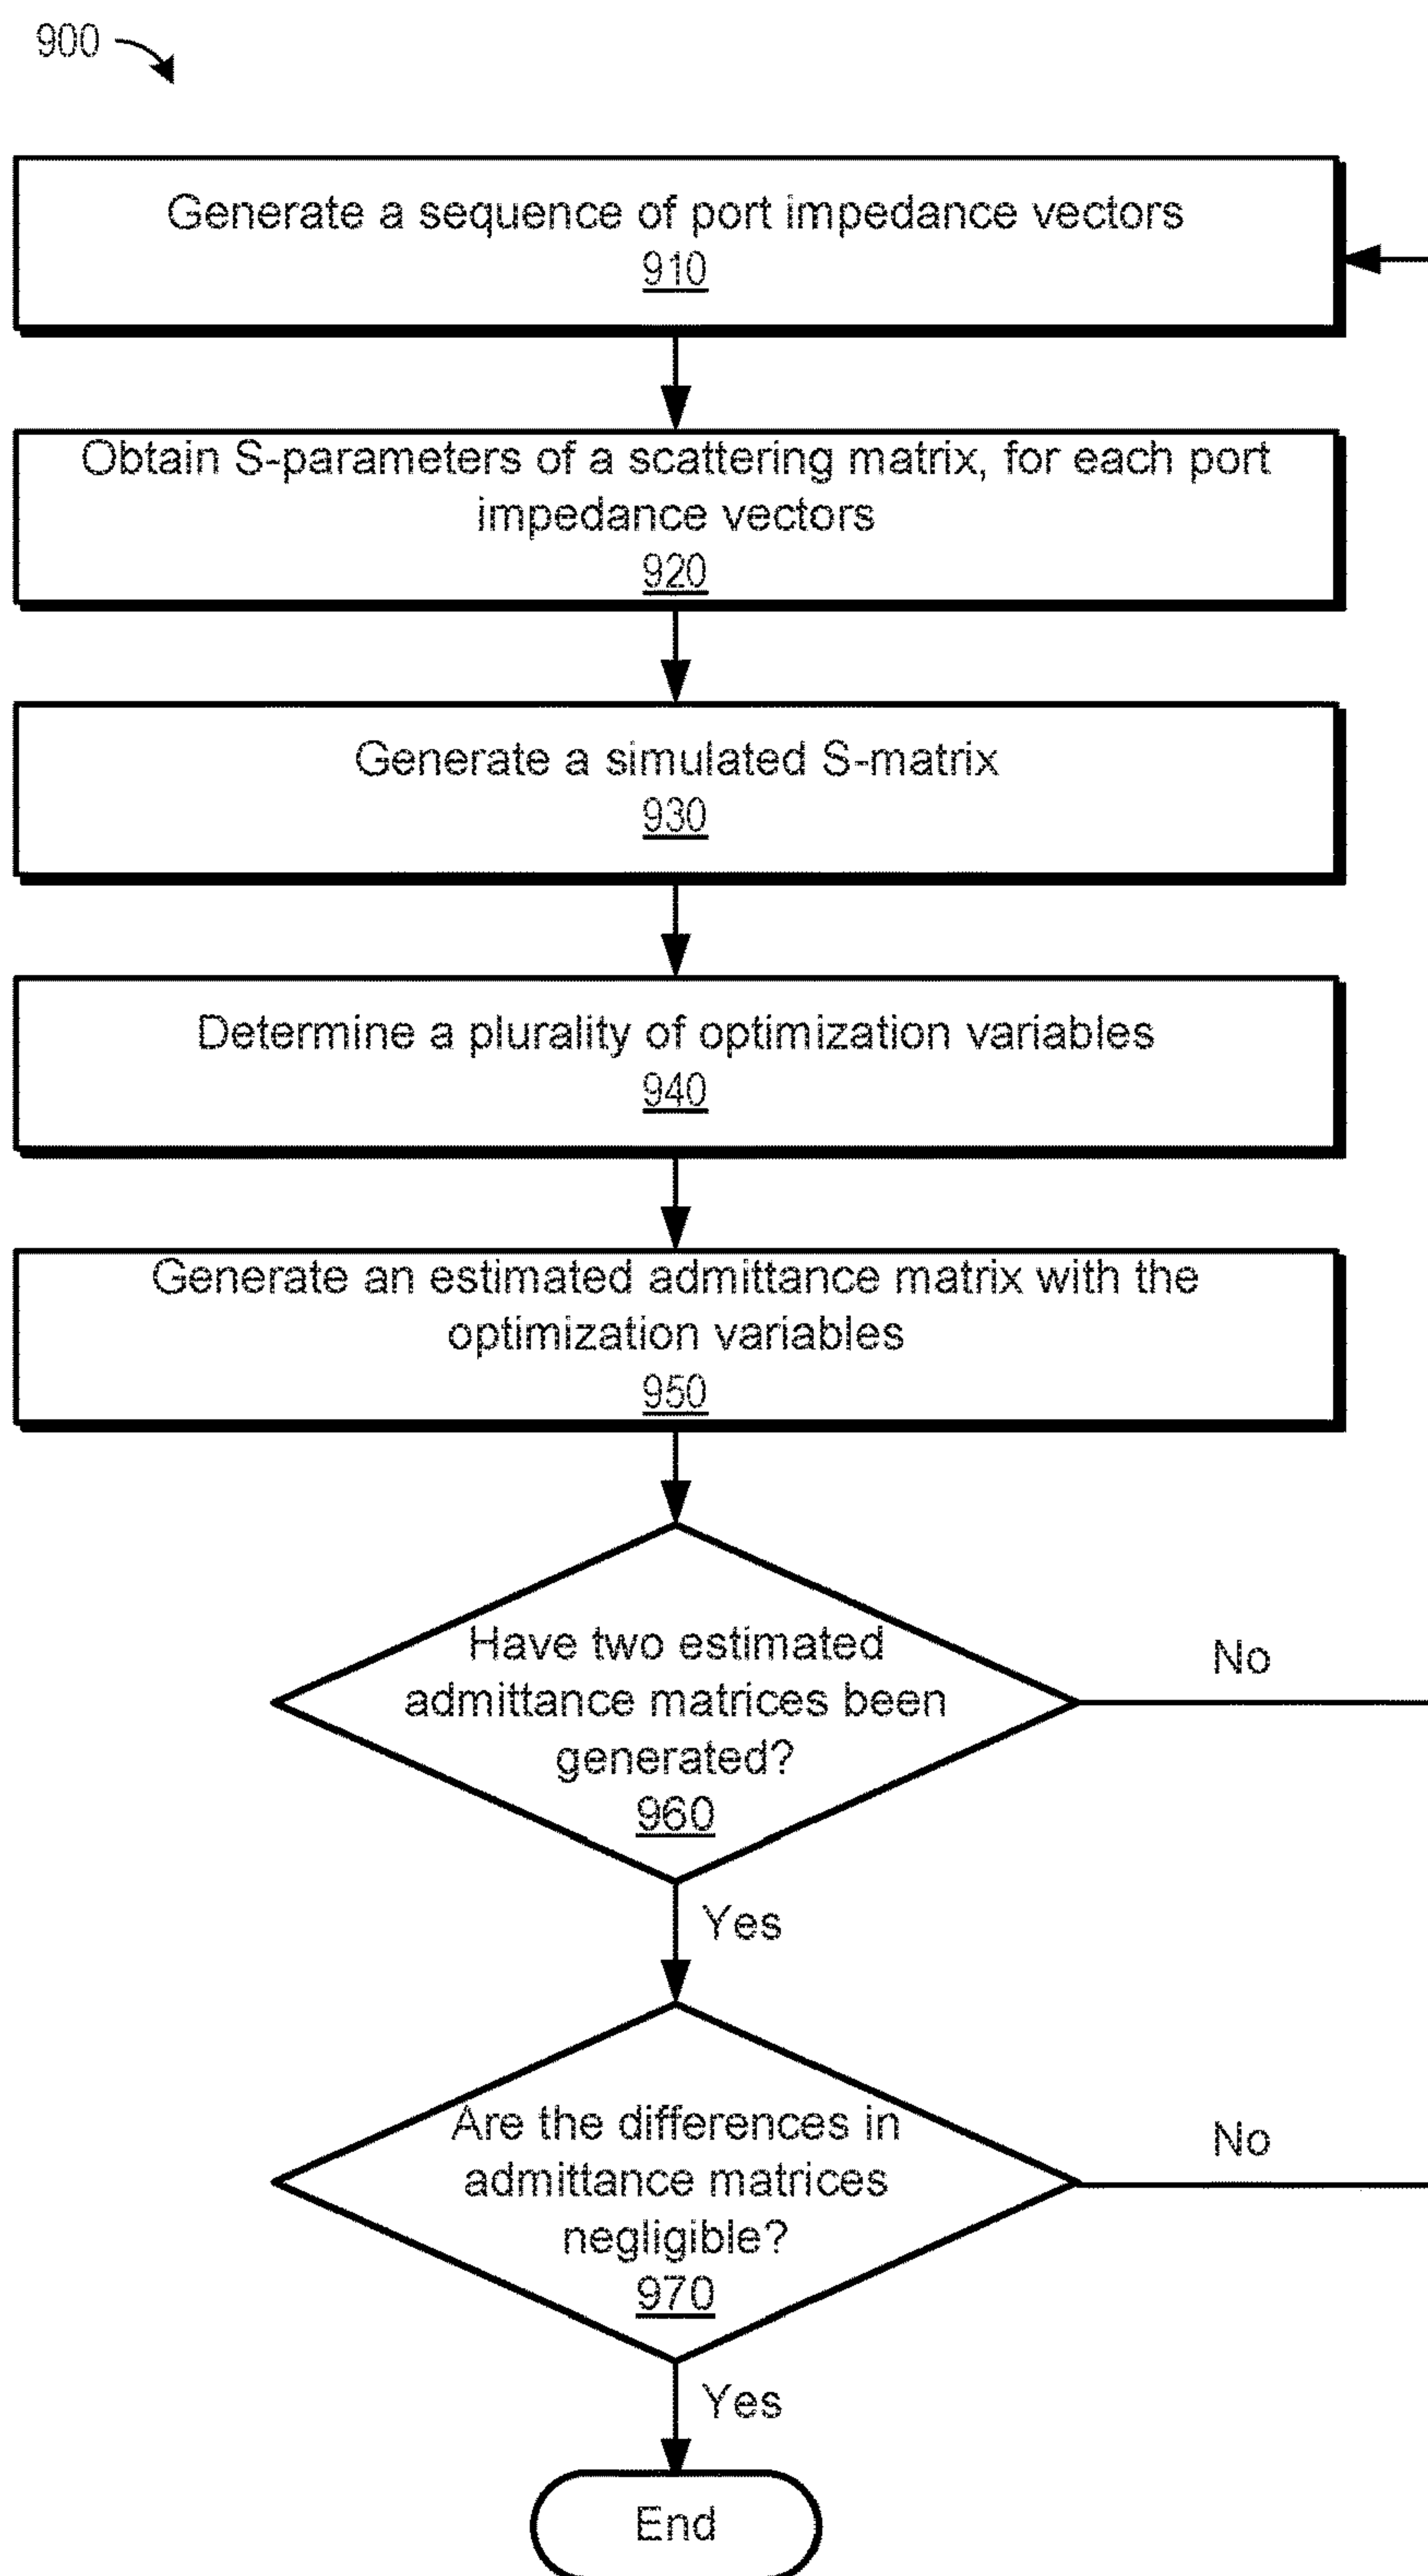 900
Generate a sequence of port impedance vectors
910
Obtain S-parameters of a scattering matrix, for each port
impedance vectors
920
Generate a simulated S-matrix
930
Determine a plurality of optimization variables
940
Generate an estimated admittance matrix with the
optimization variables
950
Have two estimated
admittance matrices been
generated?
960
No
Yes
Are the differences in
admittance matrices
negligible?
970
No
Yes
End